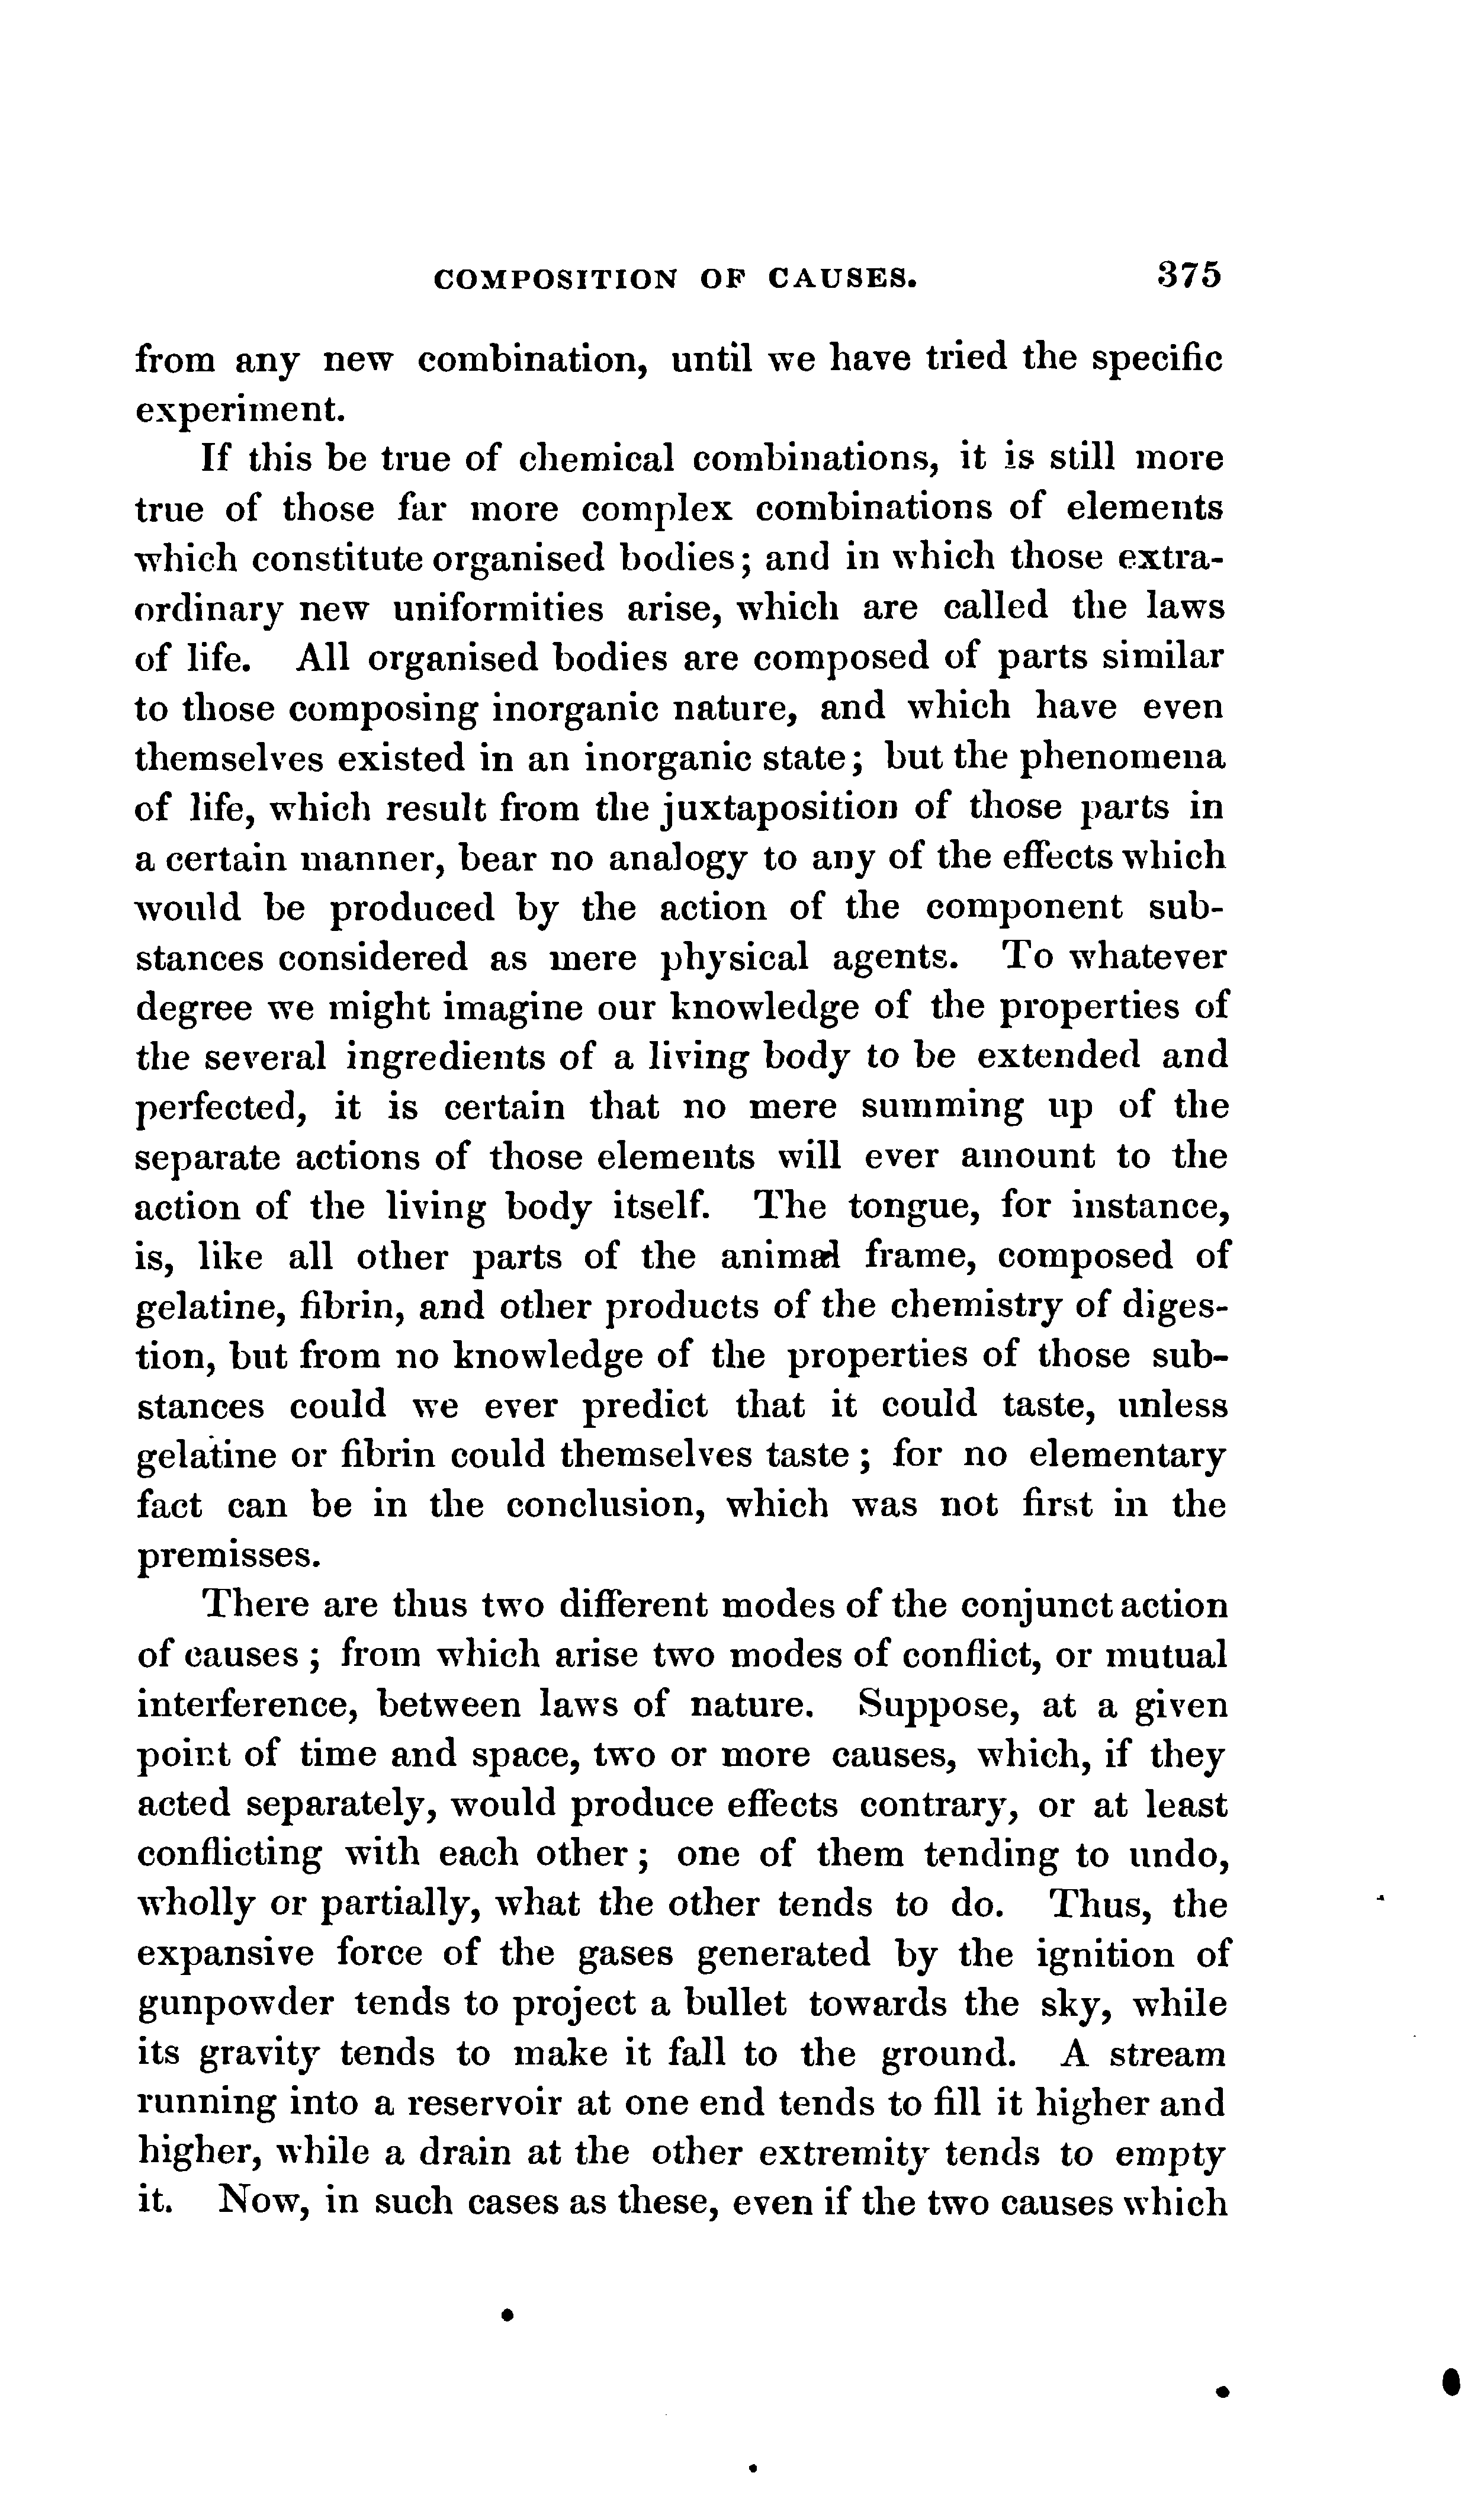 COMPOSITION OF CAUSES. 375
from any new combination, until we have tried the specific
experiment.
If this be true of chemical combinations, it is still more
true of those far more complex combinations of elements
which constitute organised bodies; and in which those extra-
ordinary new uniformities arise, which are called the laws
of life. All organised bodies are composed of parts similar
to those composing inorganic nature, and which have even
themselves existed in an inorganic state; but the phenomena
of life, which result from the juxtaposition of those parts in
a certain manner, bear no analogy to any of the effects which
would be produced by the action of the component sub-
stances considered as mere physical agents. To whatever
degree we might imagine our knowledge of the properties of
the several ingredients of a living body to be extended and
perfected, it is certain that no mere summing up of the
separate actions of those elements will ever amount to the
action of the living body itself. The tongue, for instance,
is, like all other parts of the animal frame, composed of
gelatine, fibrin, and other products of the chemistry of diges-
tion, but from no knowledge of the properties of those sub-
stances could we ever predict that it could taste, unless
gelatine or fibrin could themselves taste; for no elementary
fact can be in the conclusion, which was not first in the
premisses.
There are thus two different modes of the conjunct action
of causes; from which arise two modes of conflict, or mutual
interference, between laws of nature. Suppose, at a given
point of time and space, two or more causes, which, if they
acted separately, would produce effects contrary, or at least
conflicting with each other; one of them tending to undo,
wholly or partially, what the other tends to do. Thus, the
expansive force of the gases generated by the ignition of
gunpowder tends to project a bullet towards the sky, while
its gravity tends to make it fall to the ground. A stream
running into a reservoir at one end tends to fill it higher and
higher, while a drain at the other extremity tends to empty
it. Now, in such cases as these, even if the two causes which